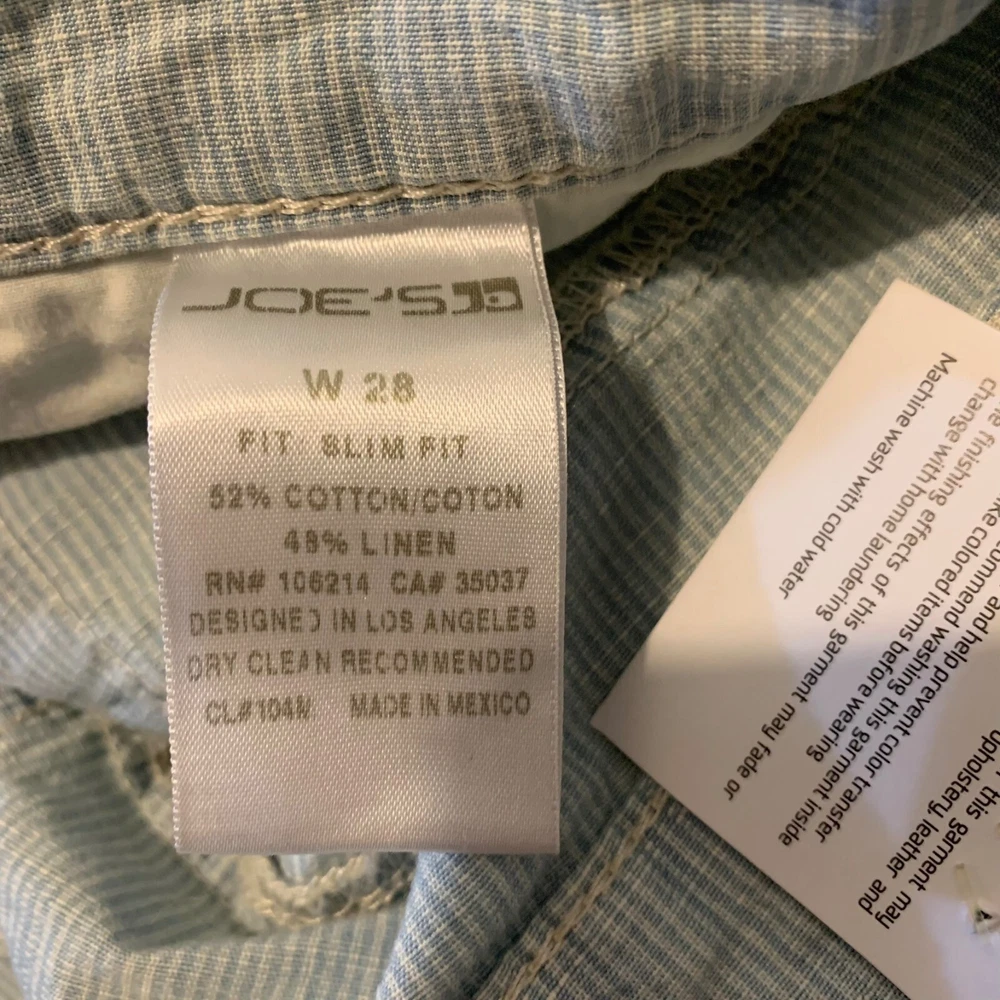 JOE'S
W 28
FIT SLIM FIT
52% COTTON/COTON
48% LINEN
RN# 106214 CA# 35037
DESIGNED IN LOS ANGELES
DRY CLEAN RECOMMENDED
CL#104M MADE IN MEXICO
this garment may
upholstery, leather and
and help prevent color transfer
recommend washing this garment inside
like colored items before wearing
finishing effects of this garment may fade or
change with home laundering
Machine wash with cold water